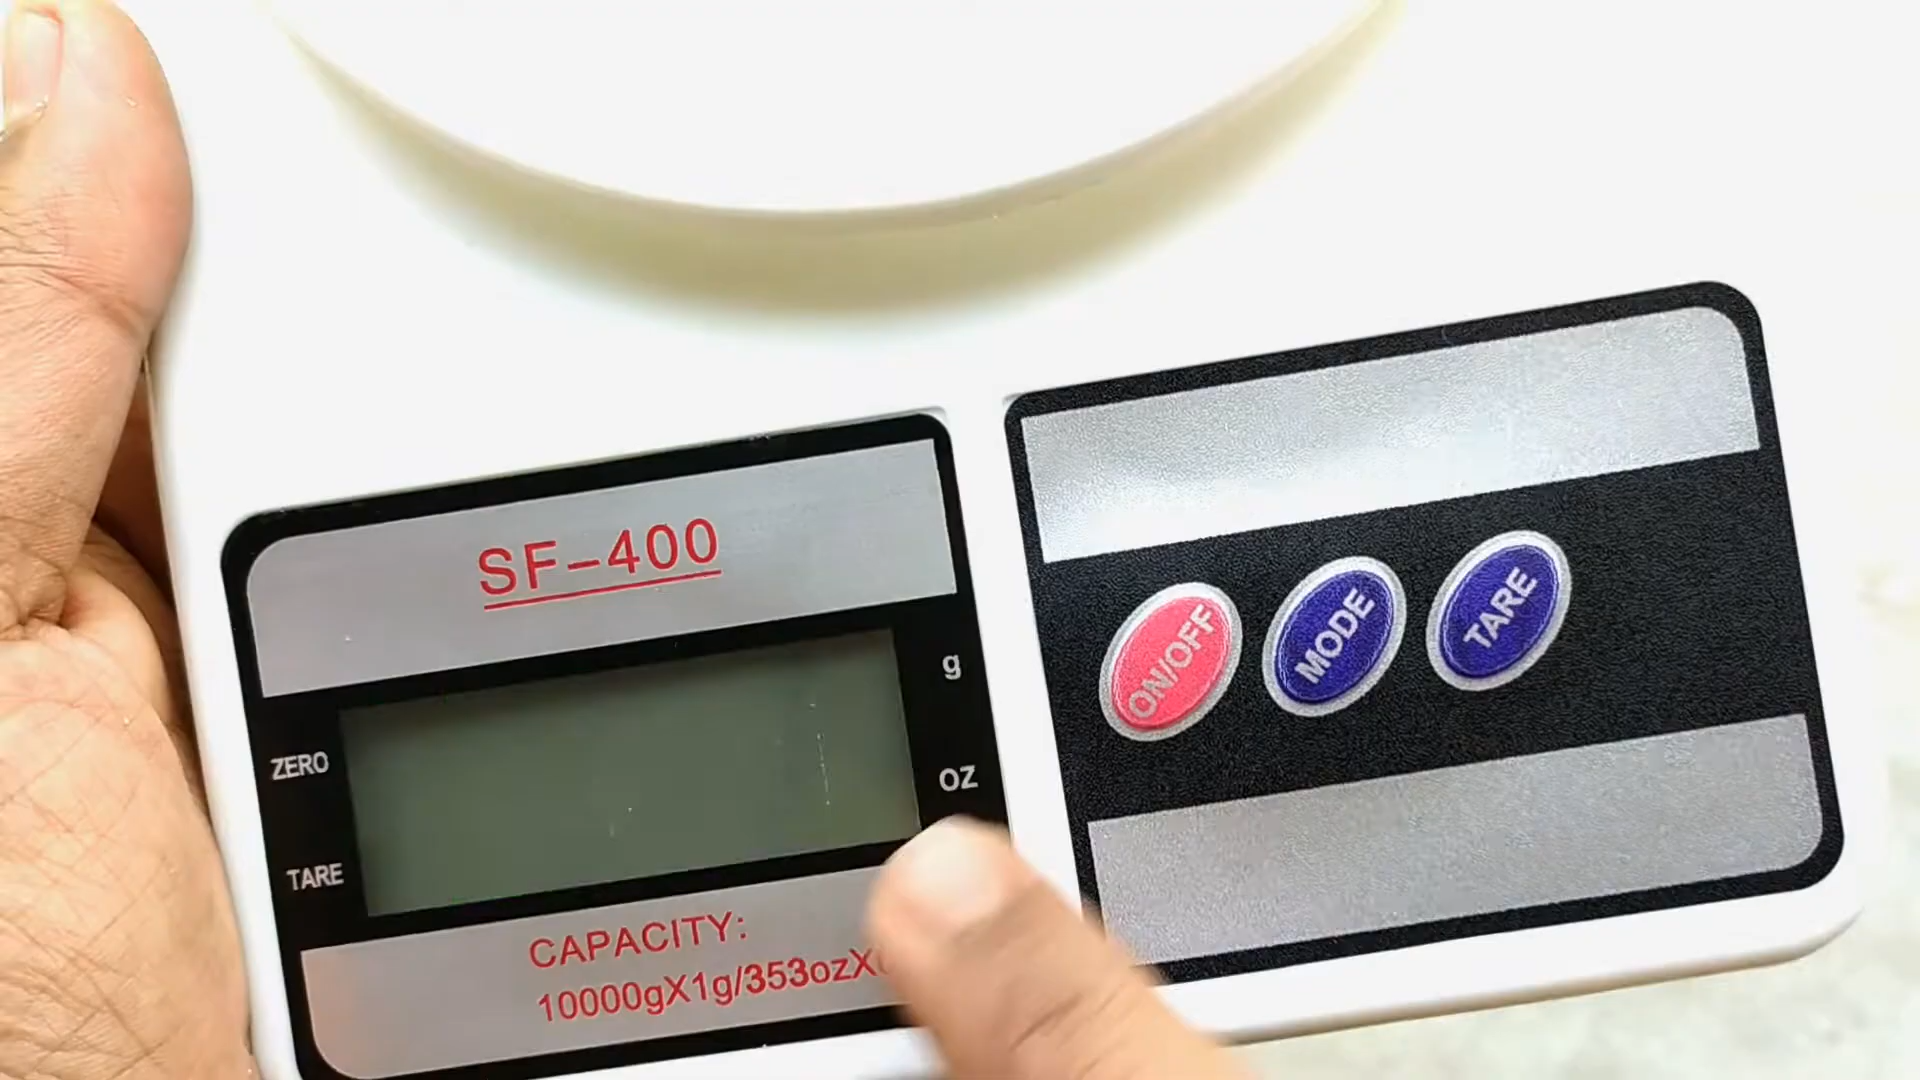 SF-400
g
ZERO
OZ
TARE
CAPACITY:
10000gX1g/353ozX
ON/OFF
MODE
TARE